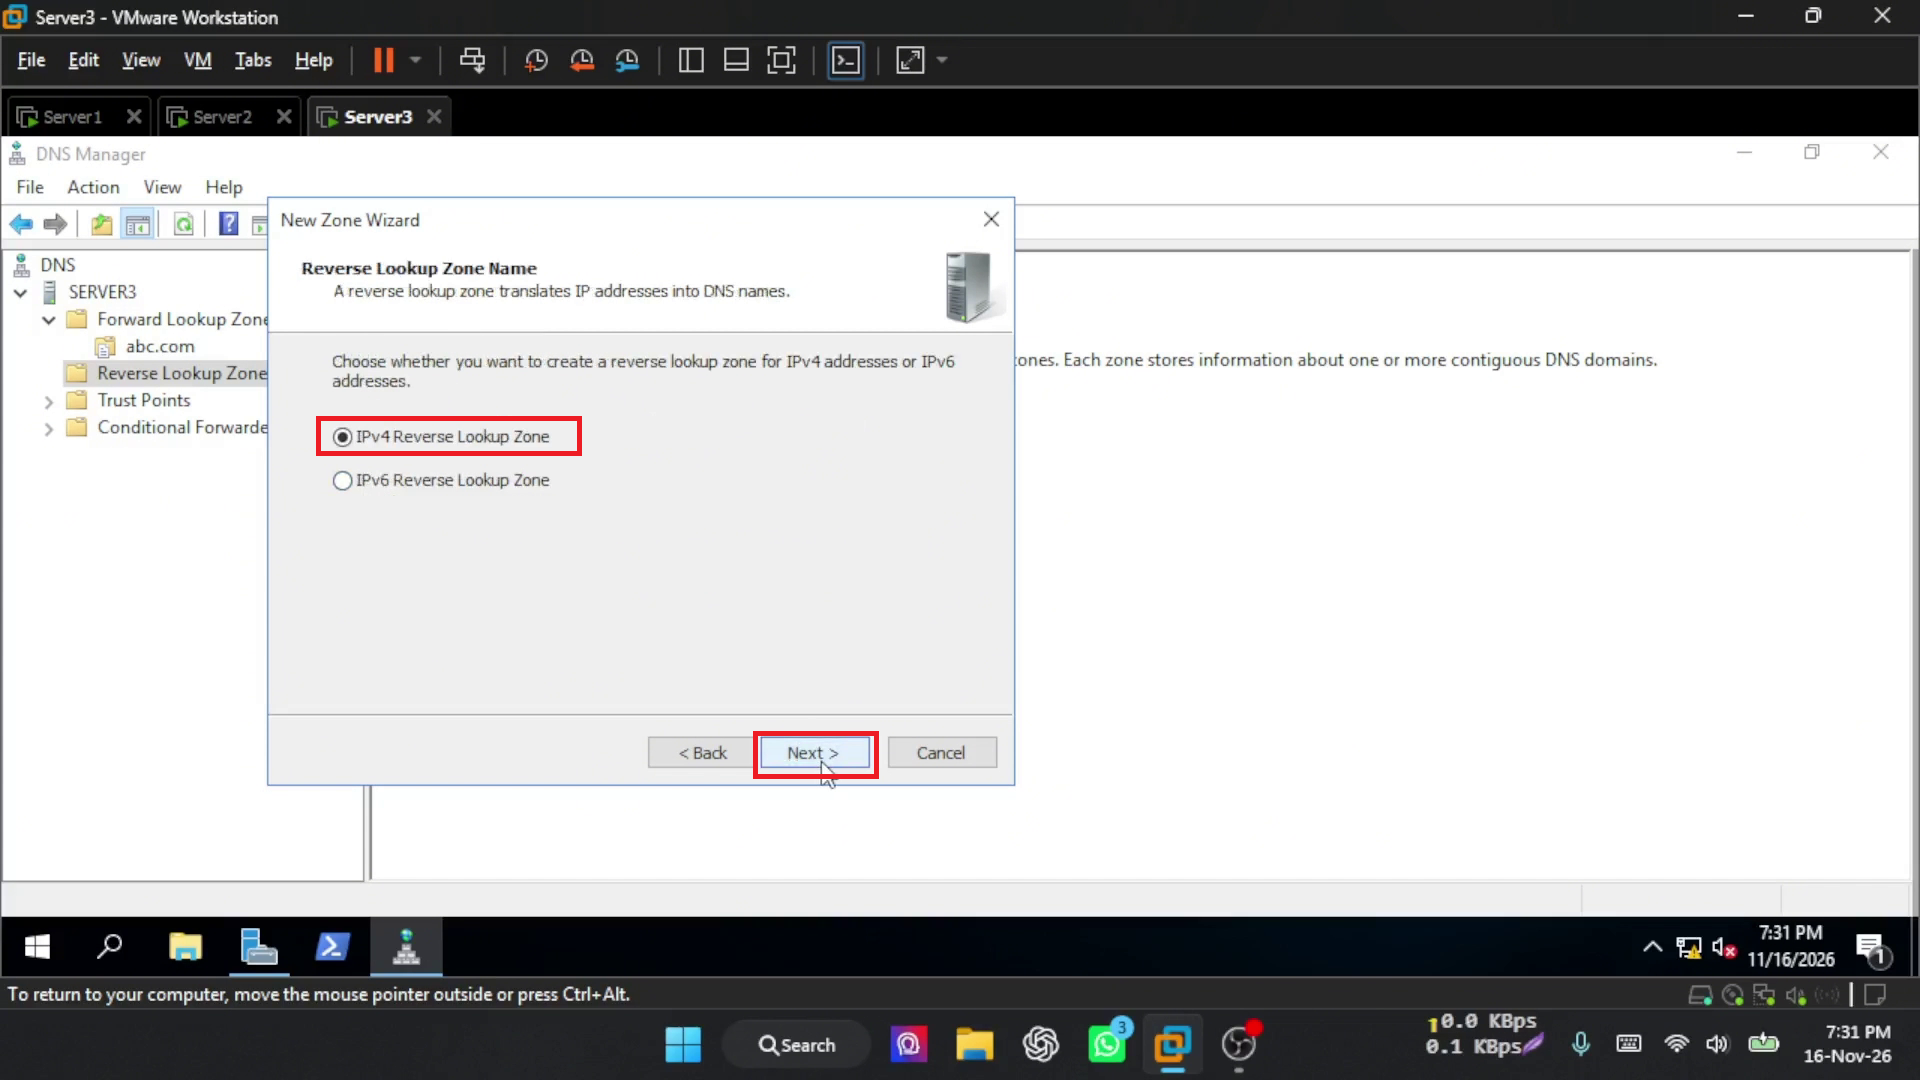 Server3 - VMware Workstation
File Edit View VM Tabs Help
Server1 Server2 Server3
DNS Manager
File Action View Help
New Zone Wizard
DNS
SERVER3
Forward Lookup Zone
abc.com
Reverse Lookup Zone
Trust Points
Conditional Forwarde
Reverse Lookup Zone Name
A reverse lookup zone translates IP addresses into DNS names.
Choose whether you want to create a reverse lookup zone for IPv4 addresses or IPv6
addresses.
ones. Each zone stores information about one or more contiguous DNS domains.
IPv4 Reverse Lookup Zone
IPv6 Reverse Lookup Zone
< Back Next > Cancel
7:31 PM
11/16/2026
1
To return to your computer, move the mouse pointer outside or press Ctrl+Alt.
Search
3
0.0 KBps
0.1 KBps
7:31 PM
16-Nov-26